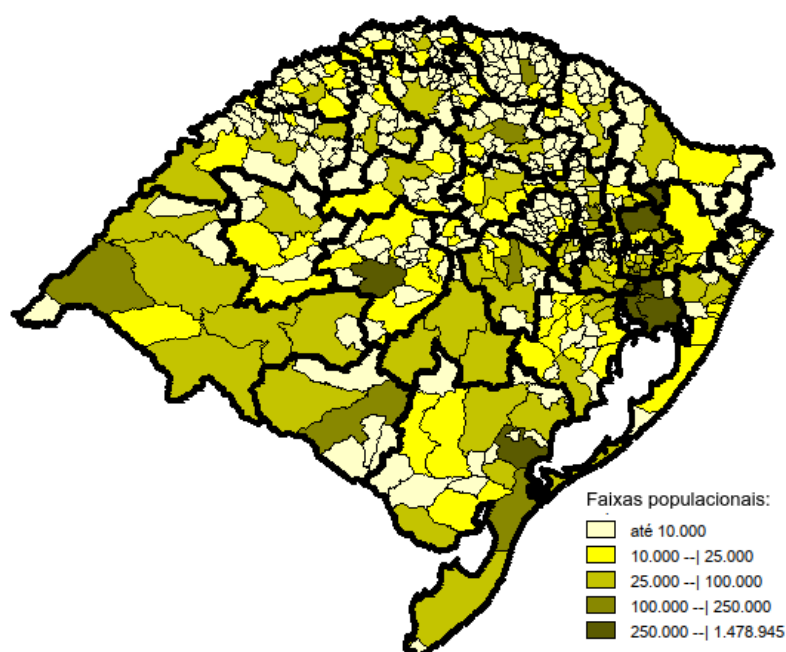 Faixas populacionais:
até 10.000
10.000 --| 25.000
25.000 --| 100.000
100.000 --| 250.000
250.000 --| 1.478.945